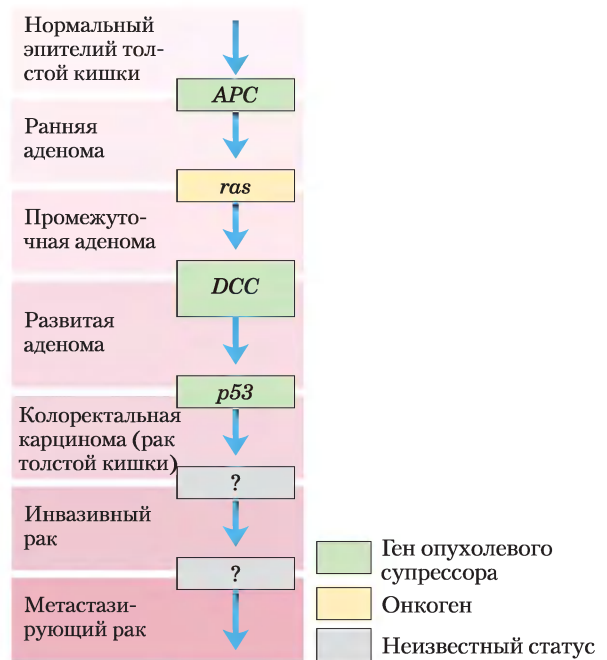 Нормальный
эпителий тол-
стой кишки
APC
Ранняя
аденома
ras
Промежуто-
чная аденома
DCC
Развитая
аденома
p53
Колоректальная
карцинома (рак
толстой кишки)
?
Инвазивный
рак
?
Метастази-
рующий рак
Ген опухолевого
супрессора
Онкоген
Неизвестный статус